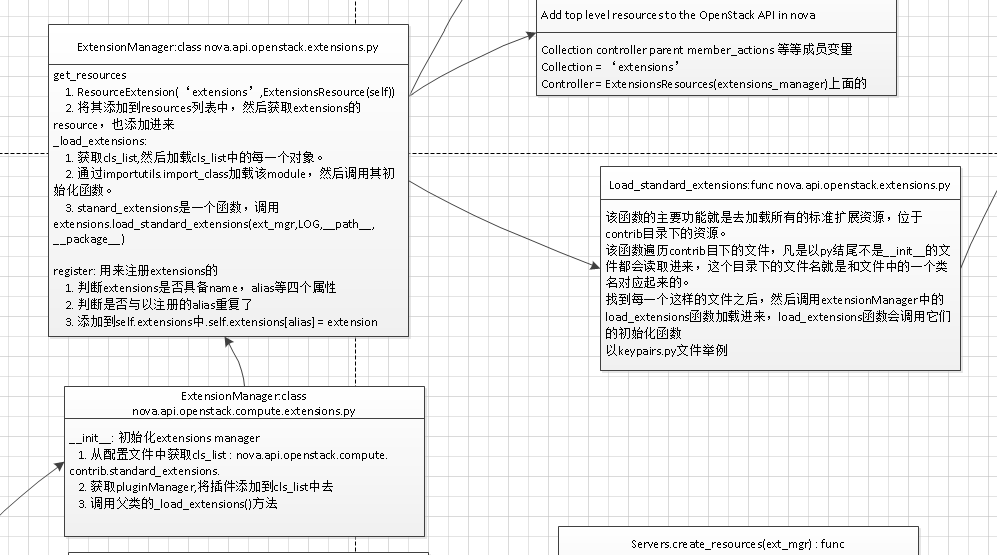 ExtensionManager:class nova.api.openstack.extensions.py
get_resources
1. ResourceExtension(‘extensions’,ExtensionsResource(self))
2. 将其添加到resources列表中，然后获取extensions的
resource，也添加进来
_load_extensions:
1. 获取cls_list,然后加载cls_list中的每一个对象。
2. 通过importutils.import_class加载该module，然后调用其初
始化函数。
3. stanard_extensions是一个函数，调用
extensions.load_standard_extensions(ext_mgr,LOG,__path__,
__package__)
register: 用来注册extensions的
1. 判断extensions是否具备name，alias等四个属性
2. 判断是否与以注册的alias重复了
3. 添加到self.extensions中.self.extensions[alias] = extension
Add top level resources to the OpenStack API in nova
Collection controller parent member_actions 等等成员变量
Collection = ‘extensions’
Controller = ExtensionsResources(extensions_manager)上面的
Load_standard_extensions:func nova.api.openstack.extensions.py
该函数的主要功能就是去加载所有的标准扩展资源，位于
contrib目录下的资源。
该函数遍历contrib目下的文件，凡是以py结尾不是__init__的文
件都会读取进来，这个目录下的文件名就是和文件中的一个类
名对应起来的。
找到每一个这样的文件之后，然后调用extensionManager中的
load_extensions函数加载进来，load_extensions函数会调用它们
的初始化函数
以keypairs.py文件举例
ExtensionManager:class
nova.api.openstack.compute.extensions.py
__init__: 初始化extensions manager
1. 从配置文件中获取cls_list : nova.api.openstack.compute.
contrib.standard_extensions.
2. 获取pluginManager,将插件添加到cls_list中去
3. 调用父类的_load_extensions()方法
Servers.create_resources(ext_mgr) : func